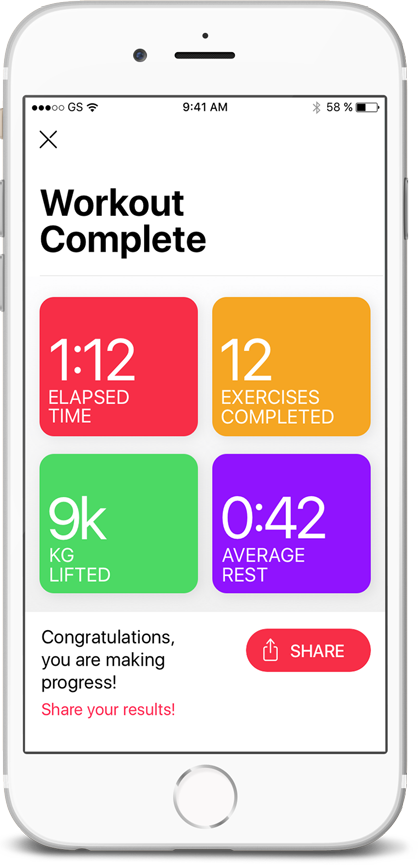 GS 9:41 AM 58 %
Workout
Complete
1:12
ELAPSED
TIME
12
EXERCISES
COMPLETED
9k
KG
LIFTED
0:42
AVERAGE
REST
Congratulations,
you are making
progress!
Share your results!
SHARE